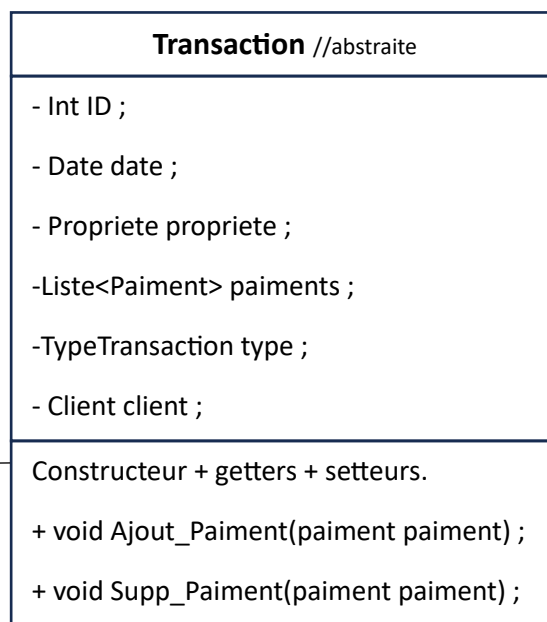 Transaction //abstraite
- Int ID ;
- Date date ;
- Propriete propriete ;
-Liste<Paiment> paiments ;
-TypeTransaction type ;
- Client client ;
Constructeur + getters + setteurs.
+ void Ajout_Paiment(paiment paiment) ;
+ void Supp_Paiment(paiment paiment) ;